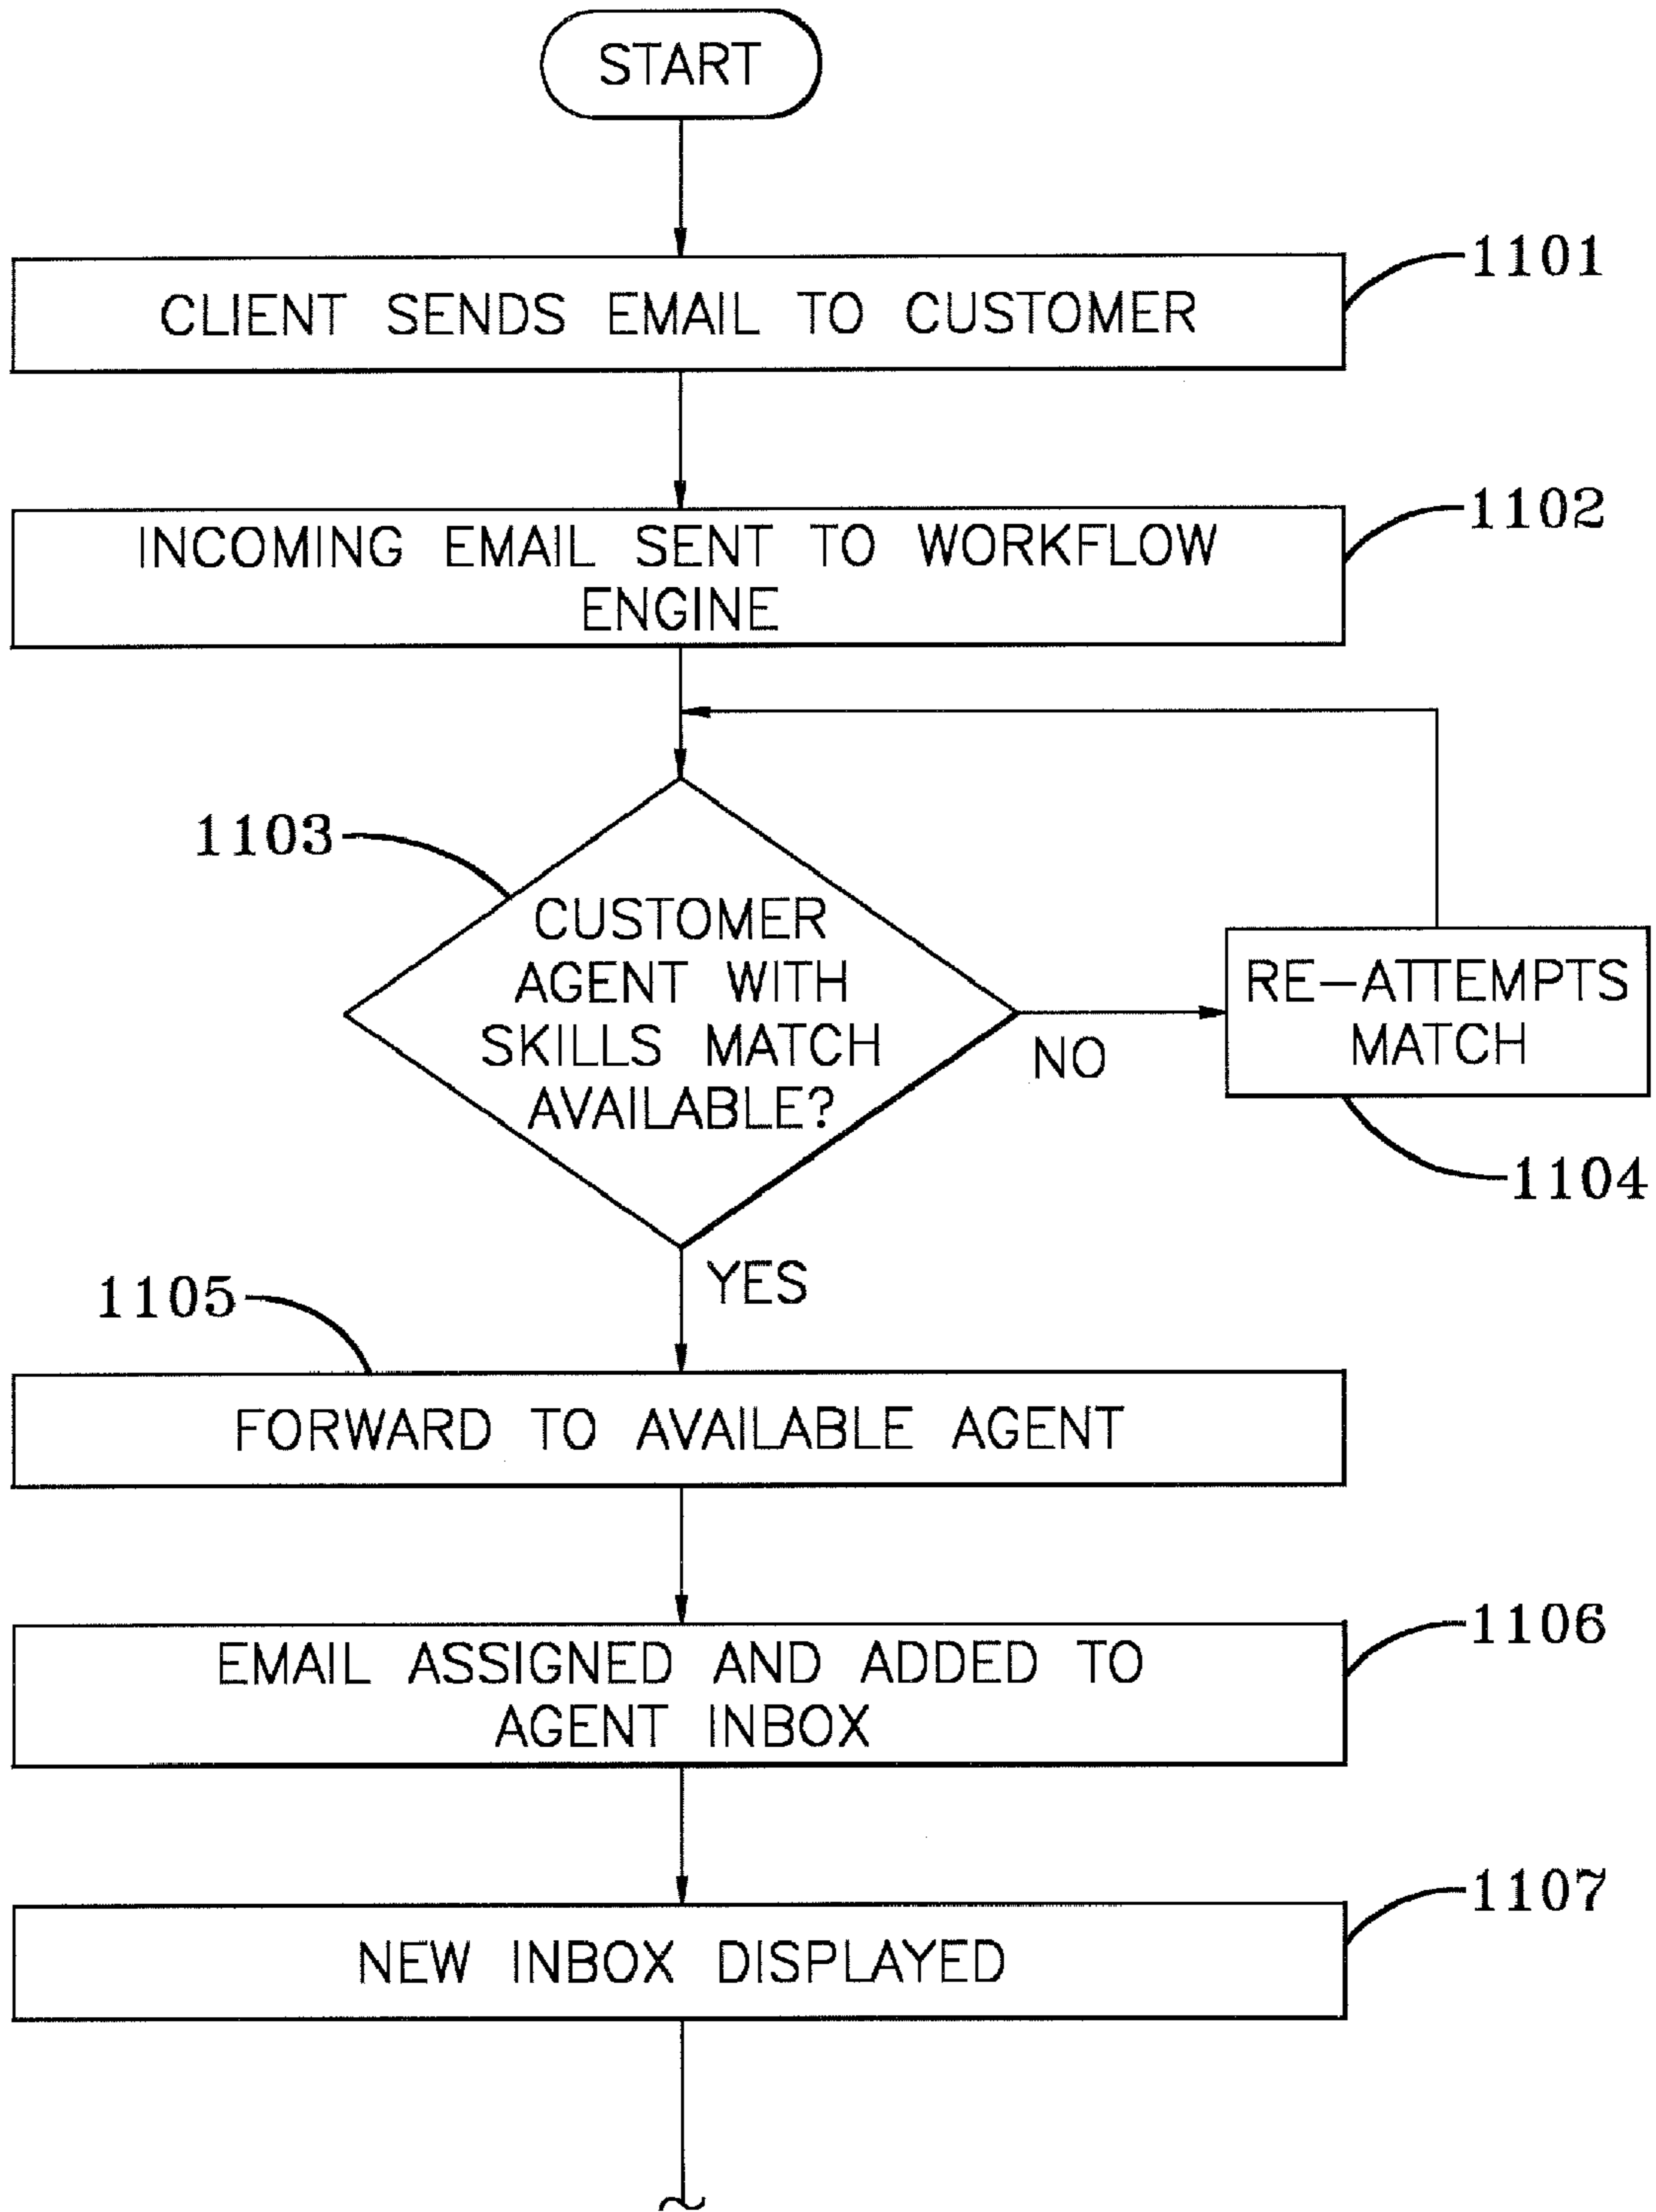 START
1101
CLIENT SENDS EMAIL TO CUSTOMER
1102
INCOMING EMAIL SENT TO WORKFLOW
ENGINE
1103
CUSTOMER
AGENT WITH
SKILLS MATCH
AVAILABLE?
NO
RE-ATTEMPTS
MATCH
1104
YES
1105
FORWARD TO AVAILABLE AGENT
1106
EMAIL ASSIGNED AND ADDED TO
AGENT INBOX
1107
NEW INBOX DISPLAYED